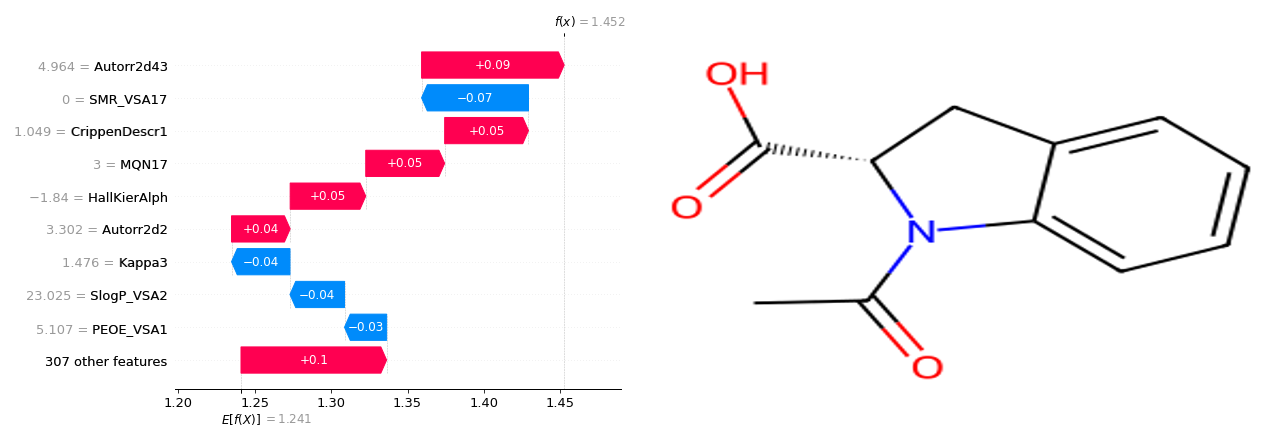 f(x) = 1.452
4.964 = Autorr2d43
+0.09
0 = SMR_VSA17
−0.07
1.049 = CrippenDescr1
+0.05
3 = MQN17
+0.05
−1.84 = HallKierAlph
+0.05
3.302 = Autorr2d2
+0.04
1.476 = Kappa3
−0.04
23.025 = SlogP_VSA2
−0.04
5.107 = PEOE_VSA1
−0.03
307 other features
+0.1
1.20 1.25 1.30 1.35 1.40 1.45
E[f(X)] = 1.241
OH
O
N
O